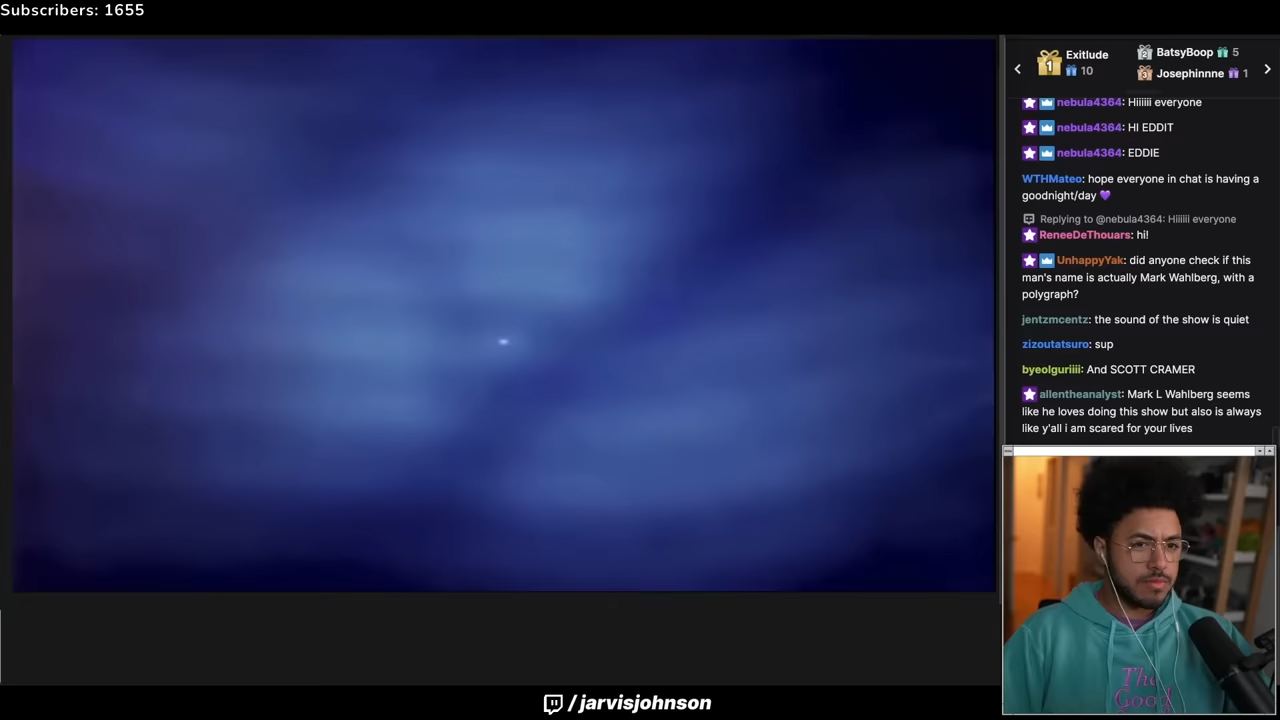 Subscribers: 1655
Exitlude
10
BatsyBoop 5
Josephinnne 1
nebula4364: Hiiiiii everyone
nebula4364: HI EDDIT
nebula4364: EDDIE
WTHMateo: hope everyone in chat is having a
goodnight/day 💜
Replying to @nebula4364: Hiiiiii everyone
ReneeDeThouars: hi!
UnhappyYak: did anyone check if this
man's name is actually Mark Wahlberg, with a
polygraph?
jentzmcentz: the sound of the show is quiet
zizoutatsuro: sup
byeolguriiii: And SCOTT CRAMER
allentheanalyst: Mark L Wahlberg seems
like he loves doing this show but also is always
like y'all i am scared for your lives
The
Good
/jarvisjohnson